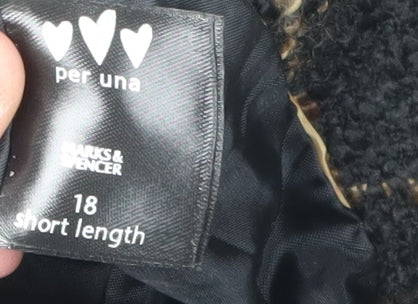 per una
MARKS &
SPENCER
18
short length